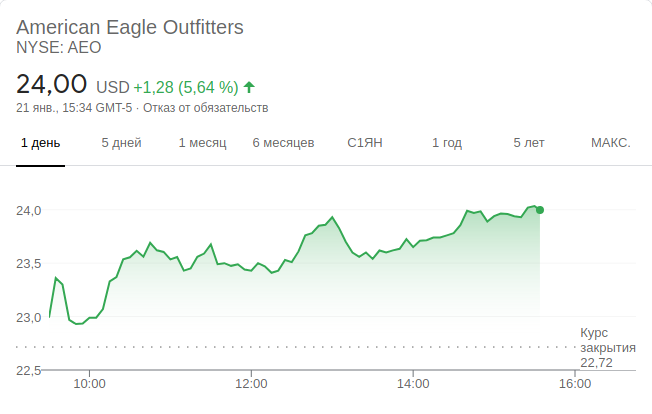 American Eagle Outfitters
NYSE: AEO
24,00 USD +1,28 (5,64 %)
21 янв., 15:34 GMT-5 · Отказ от обязательств
1 день 5 дней 1 месяц 6 месяцев С1ЯН 1 год 5 лет МАКС.
24,0
23,5
23,0
Курс
закрытия
22,72
22,5
10:00 12:00 14:00 16:00